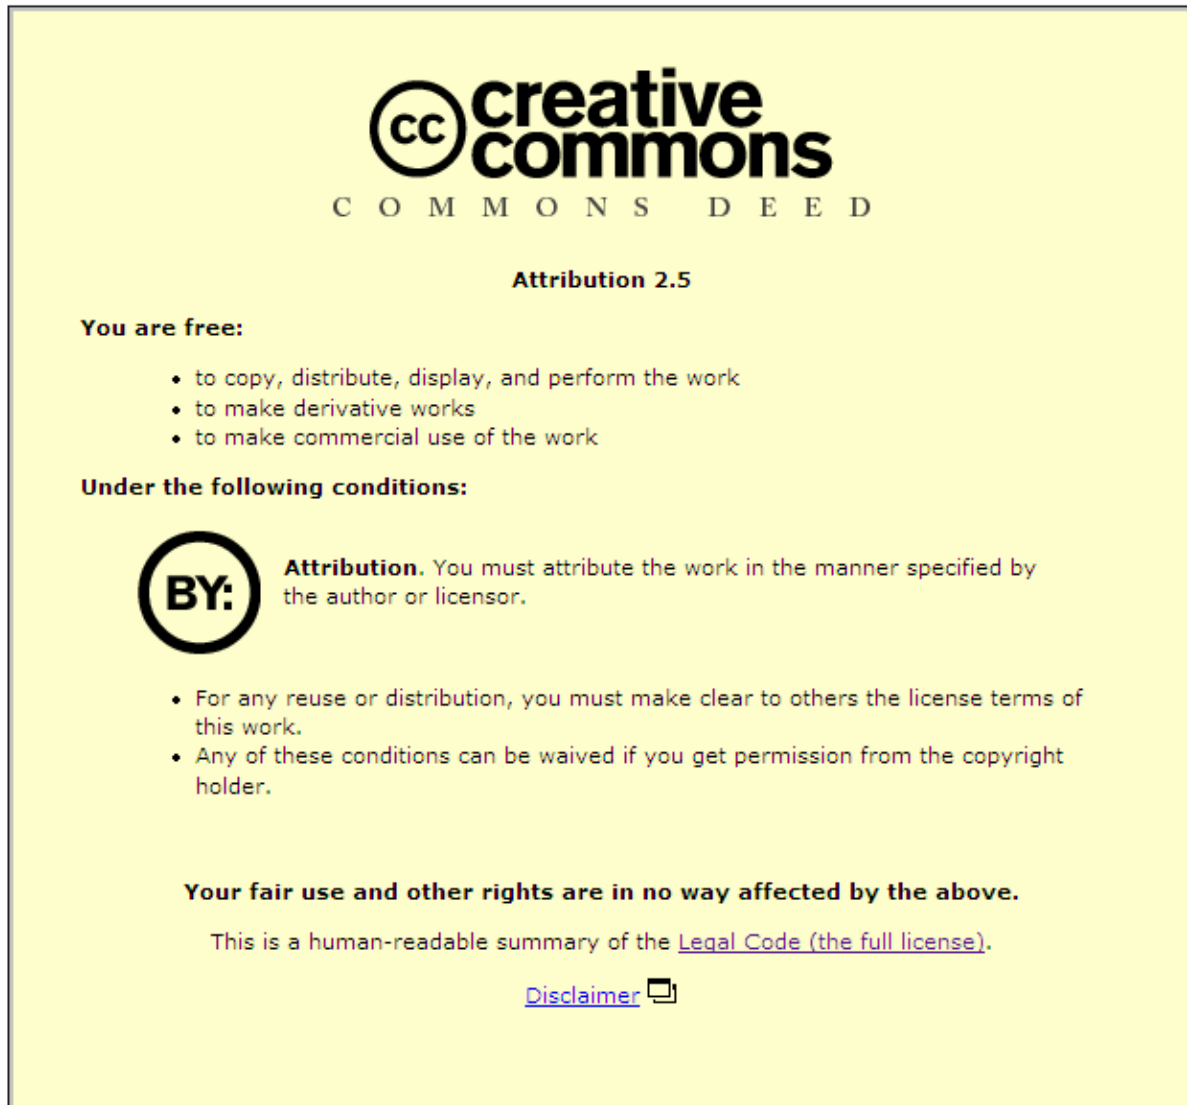 cc creative
commons
COMMONS DEED
Attribution 2.5
You are free:
• to copy, distribute, display, and perform the work
• to make derivative works
• to make commercial use of the work
Under the following conditions:
BY:
Attribution. You must attribute the work in the manner specified by
the author or licensor.
• For any reuse or distribution, you must make clear to others the license terms of
this work.
• Any of these conditions can be waived if you get permission from the copyright
holder.
Your fair use and other rights are in no way affected by the above.
This is a human-readable summary of the Legal Code (the full license).
Disclaimer